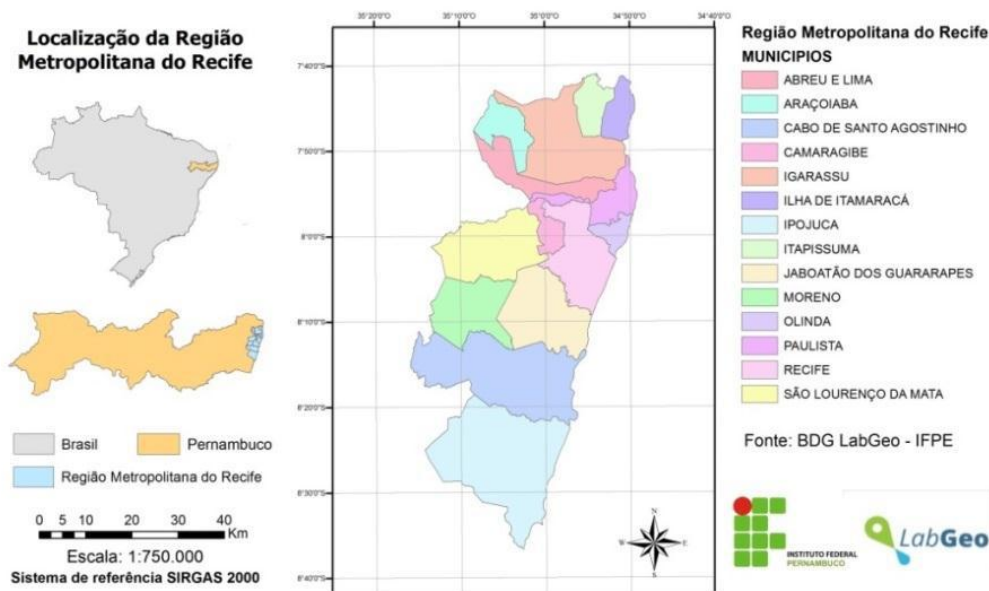 Localização da Região
Metropolitana do Recife
Brasil
Pernambuco
Região Metropolitana do Recife
0 5 10 20 30 40
Km
Escala: 1:750.000
Sistema de referência SIRGAS 2000
35°20'0"O 35°10'0"O 35°0'0"O 34°50'0"O 34°40'0"O
7°40'0"S
7°50'0"S
8°0'0"S
8°10'0"S
8°20'0"S
8°30'0"S
8°40'0"S
N
W E
S
Região Metropolitana do Recife
MUNICIPIOS
ABREU E LIMA
ARAÇOIABA
CABO DE SANTO AGOSTINHO
CAMARAGIBE
IGARASSU
ILHA DE ITAMARACÁ
IPOJUCA
ITAPISSUMA
JABOATÃO DOS GUARARAPES
MORENO
OLINDA
PAULISTA
RECIFE
SÃO LOURENÇO DA MATA
Fonte: BDG LabGeo - IFPE
INSTITUTO FEDERAL
PERNAMBUCO
LabGeo